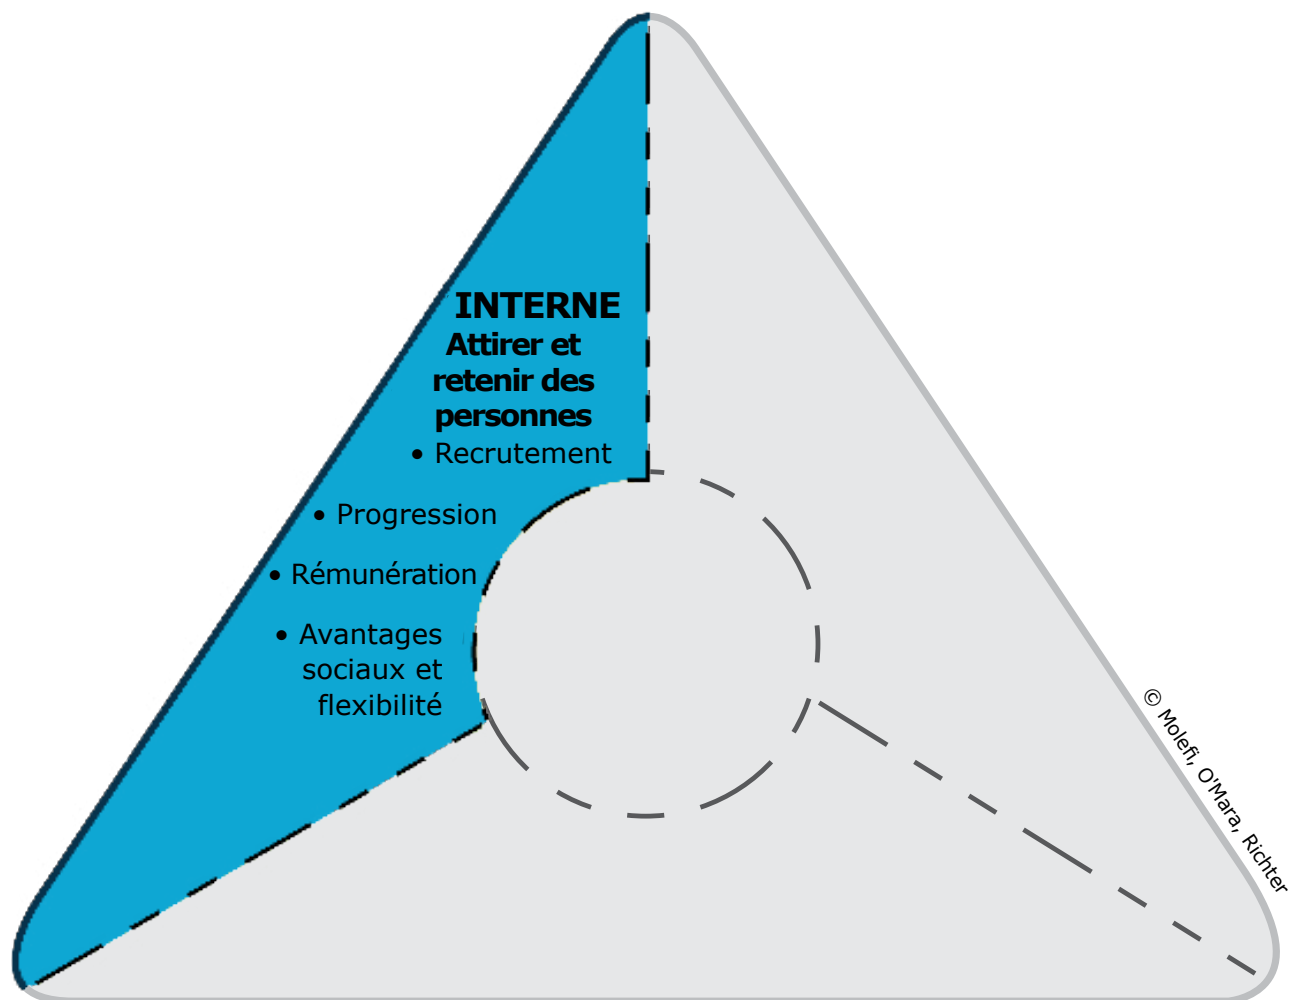 INTERNE
Attirer et
retenir des
personnes
• Recrutement
• Progression
• Rémunération
• Avantages
sociaux et
flexibilité
© Molefi, O'Mara, Richter